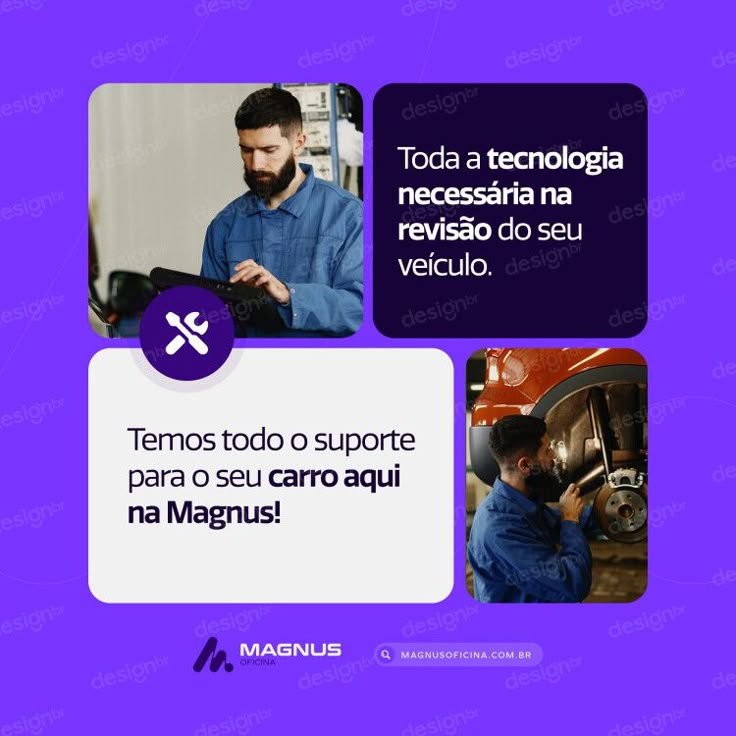 Toda a tecnologia
necessária na
revisão do seu
veículo.
Temos todo o suporte
para o seu carro aqui
na Magnus!
MAGNUS
OFICINA
MAGNUSOFICINA.COM.BR
designbr